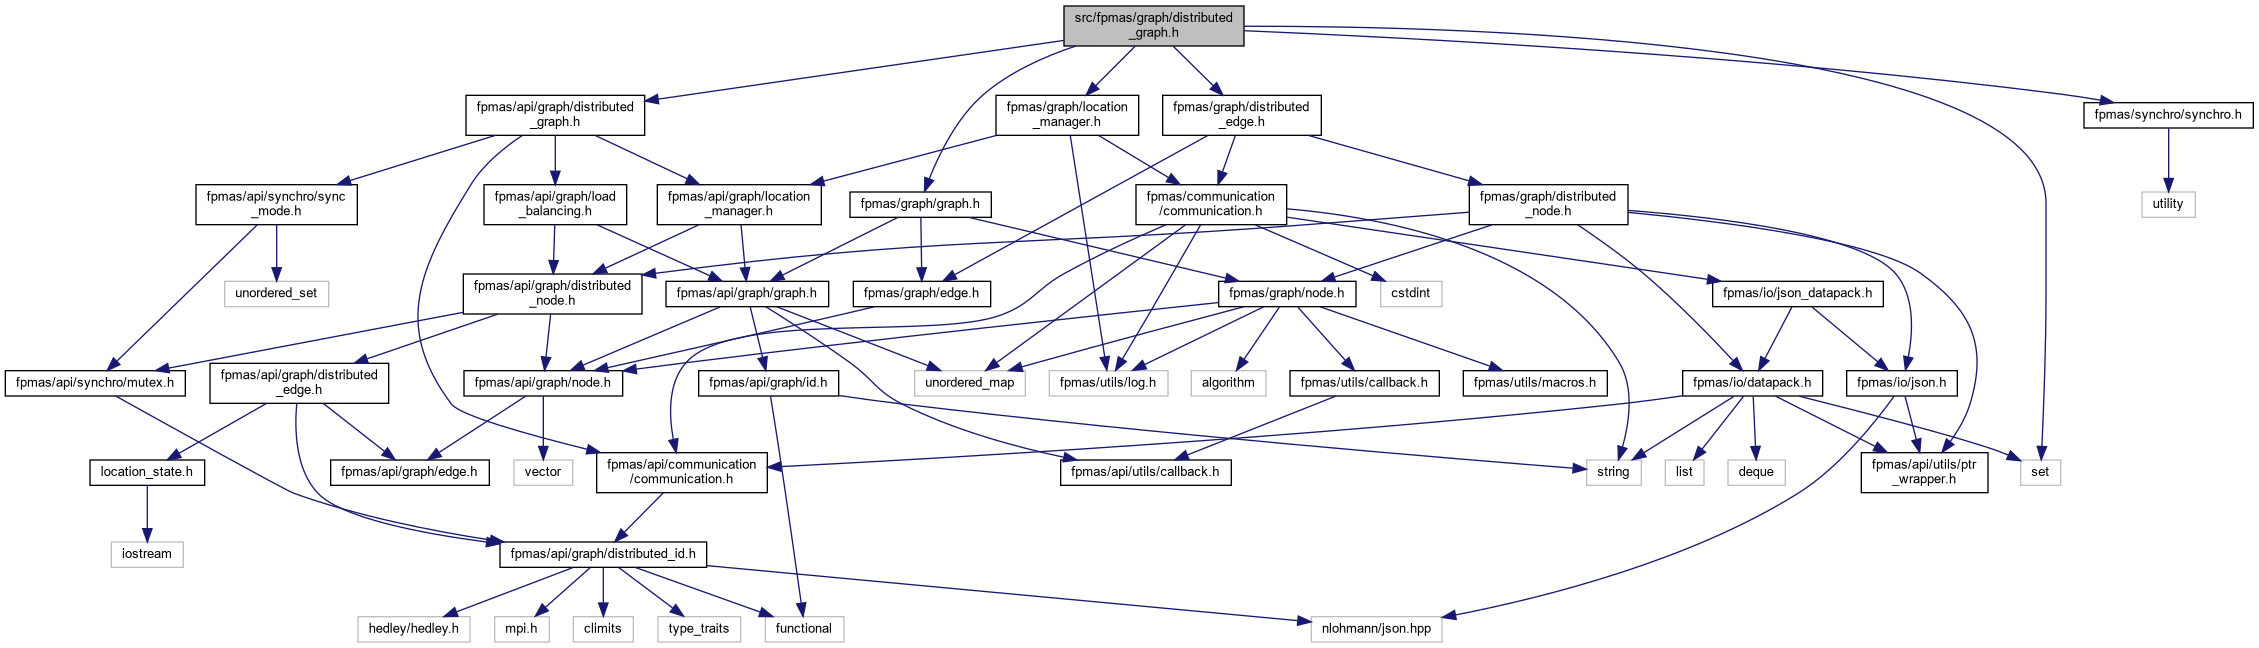 src/fpmas/graph/distributed
_graph.h
fpmas/api/graph/distributed
_graph.h
fpmas/graph/location
_manager.h
fpmas/graph/distributed
_edge.h
fpmas/synchro/synchro.h
fpmas/api/synchro/sync
_mode.h
fpmas/api/graph/load
_balancing.h
fpmas/api/graph/location
_manager.h
fpmas/graph/graph.h
fpmas/communication
/communication.h
fpmas/graph/distributed
_node.h
utility
unordered_set
fpmas/api/graph/distributed
_node.h
fpmas/api/graph/graph.h
fpmas/graph/edge.h
fpmas/graph/node.h
cstdint
fpmas/io/json_datapack.h
fpmas/api/synchro/mutex.h
fpmas/api/graph/distributed
_edge.h
fpmas/api/graph/node.h
fpmas/api/graph/id.h
unordered_map
fpmas/utils/log.h
algorithm
fpmas/utils/callback.h
fpmas/utils/macros.h
fpmas/io/datapack.h
fpmas/io/json.h
location_state.h
fpmas/api/graph/edge.h
vector
fpmas/api/communication
/communication.h
fpmas/api/utils/callback.h
string
list
deque
fpmas/api/utils/ptr
_wrapper.h
set
iostream
fpmas/api/graph/distributed_id.h
hedley/hedley.h
mpi.h
climits
type_traits
functional
nlohmann/json.hpp